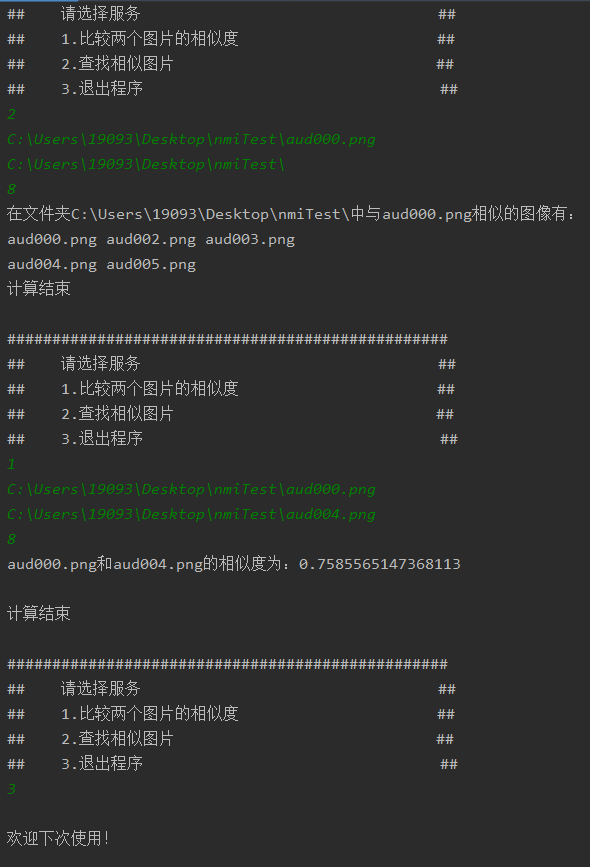 ##    请选择服务                                 ##
##    1.比较两个图片的相似度                      ##
##    2.查找相似图片                             ##
##    3.退出程序                                 ##
2
C:\Users\19093\Desktop\nmiTest\aud000.png
C:\Users\19093\Desktop\nmiTest\
8
在文件夹C:\Users\19093\Desktop\nmiTest\中与aud000.png相似的图像有：
aud000.png aud002.png aud003.png
aud004.png aud005.png
计算结束
#################################################
##    请选择服务                                 ##
##    1.比较两个图片的相似度                      ##
##    2.查找相似图片                             ##
##    3.退出程序                                 ##
1
C:\Users\19093\Desktop\nmiTest\aud000.png
C:\Users\19093\Desktop\nmiTest\aud004.png
8
aud000.png和aud004.png的相似度为：0.7585565147368113
计算结束
#################################################
##    请选择服务                                 ##
##    1.比较两个图片的相似度                      ##
##    2.查找相似图片                             ##
##    3.退出程序                                 ##
3
欢迎下次使用！